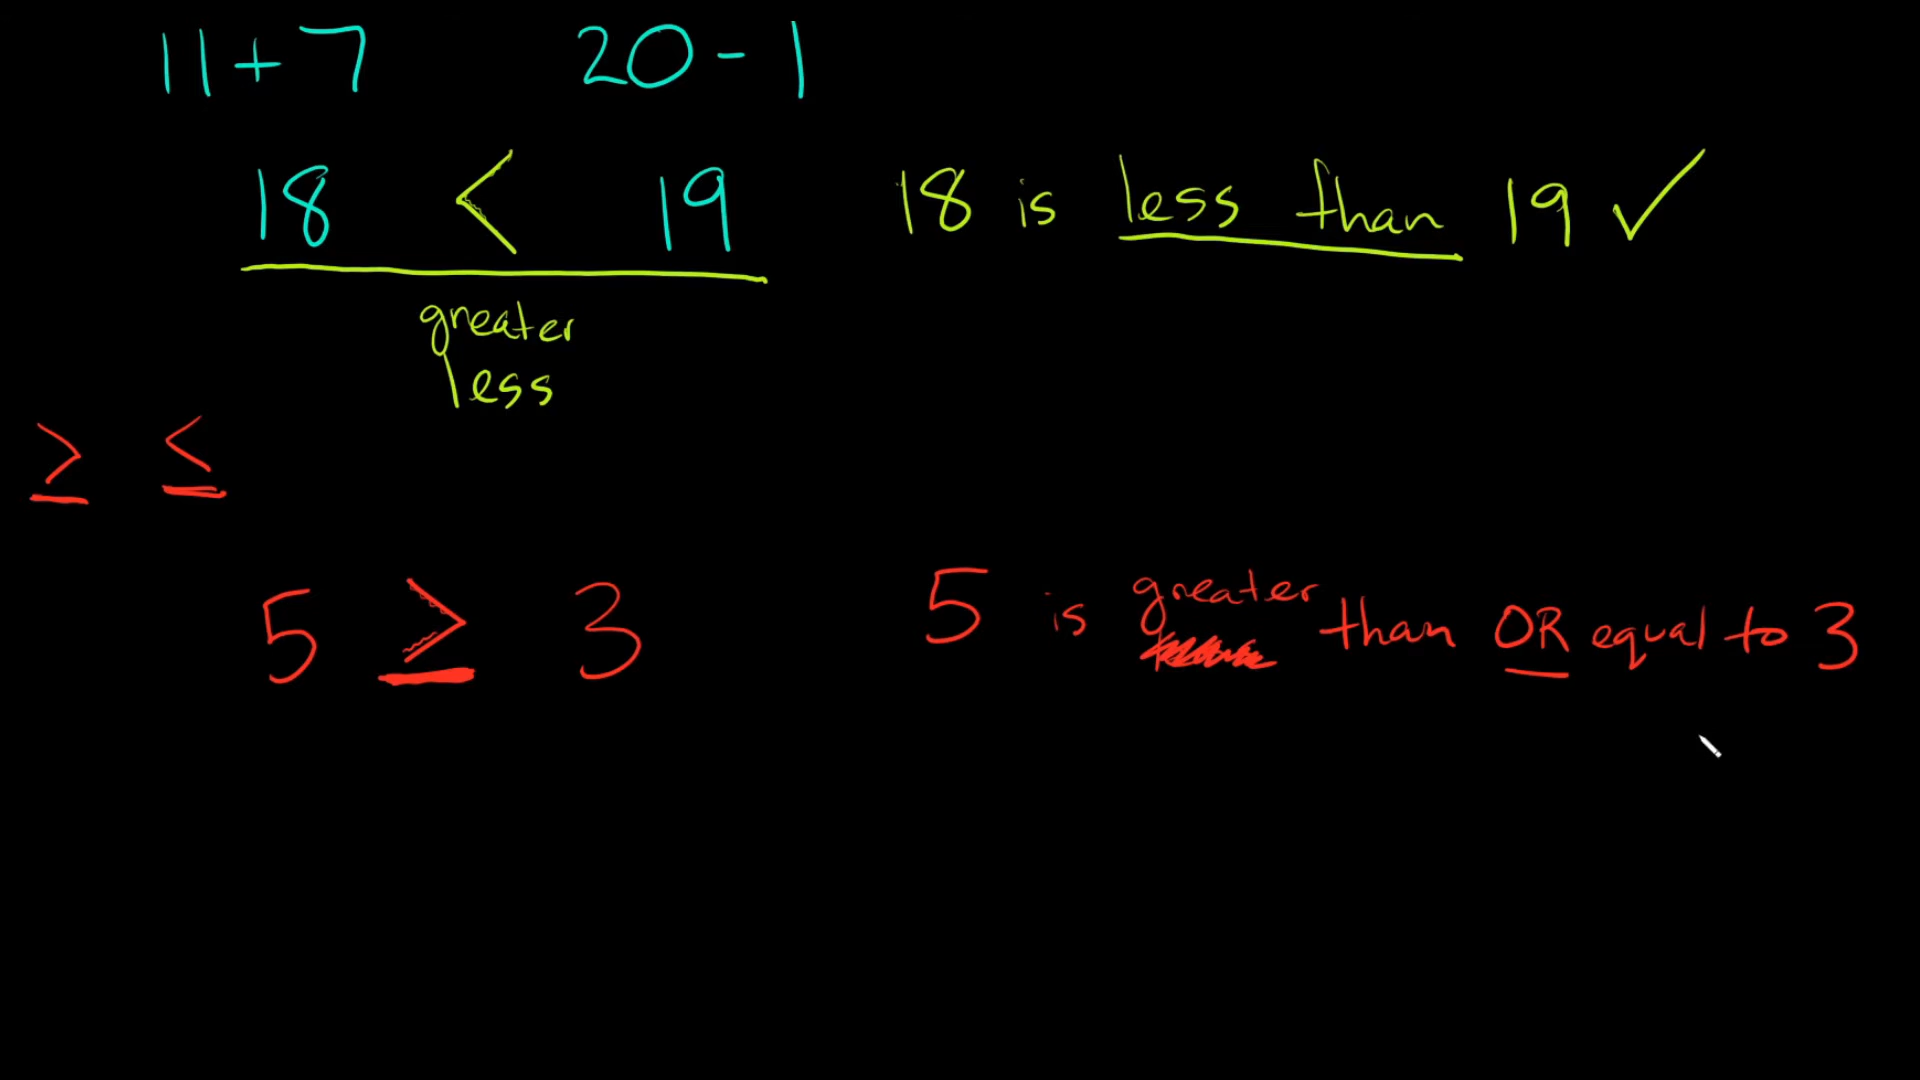 11 + 7 20 - 1
18 < 19 18 is less than 19 ✓
greater
less
≥ ≤
5 ≥ 3 5 is greater than OR equal to 3